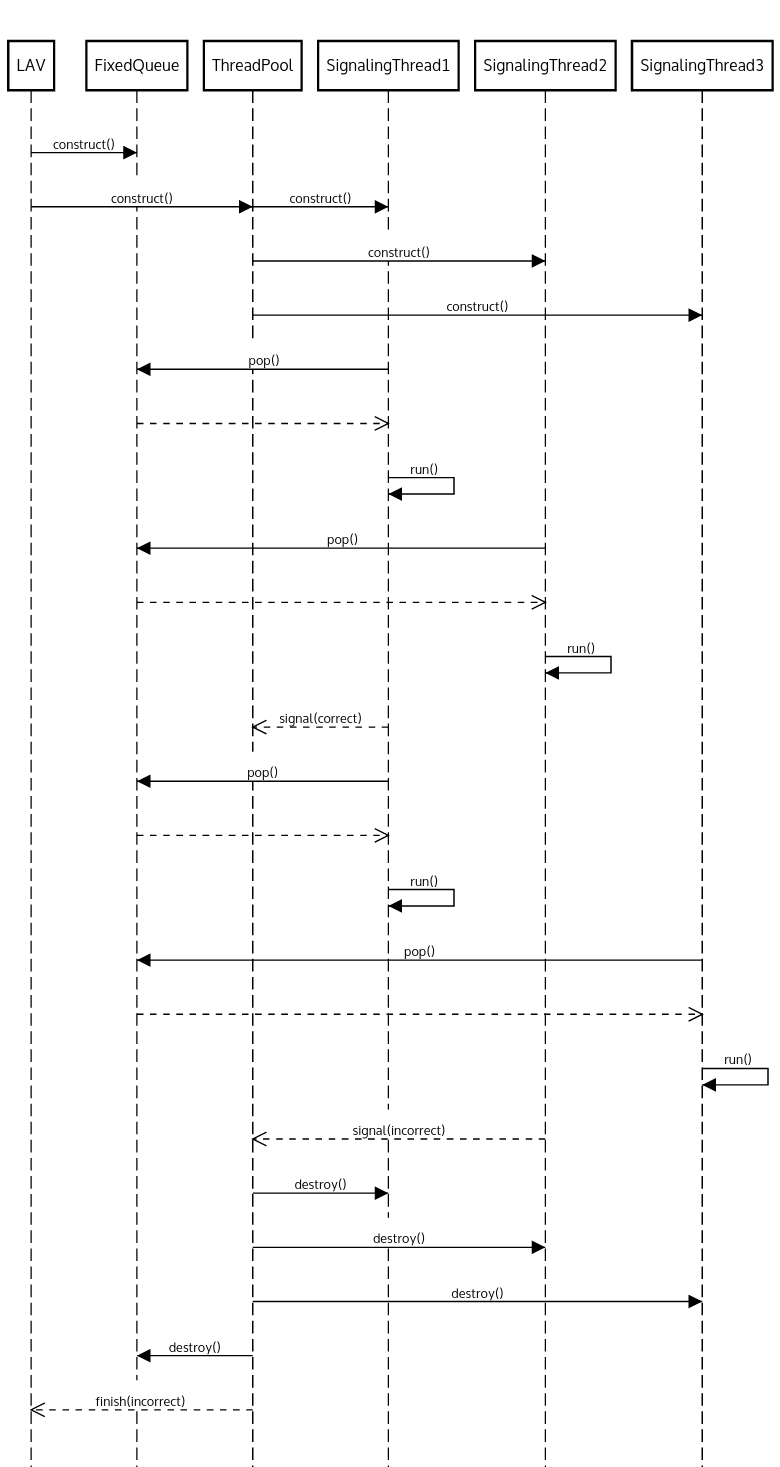 LAV
FixedQueue
ThreadPool
SignalingThread1
SignalingThread2
SignalingThread3
construct()
construct()
construct()
construct()
construct()
pop()
run()
pop()
run()
signal(correct)
pop()
run()
pop()
run()
signal(incorrect)
destroy()
destroy()
destroy()
destroy()
finish(incorrect)